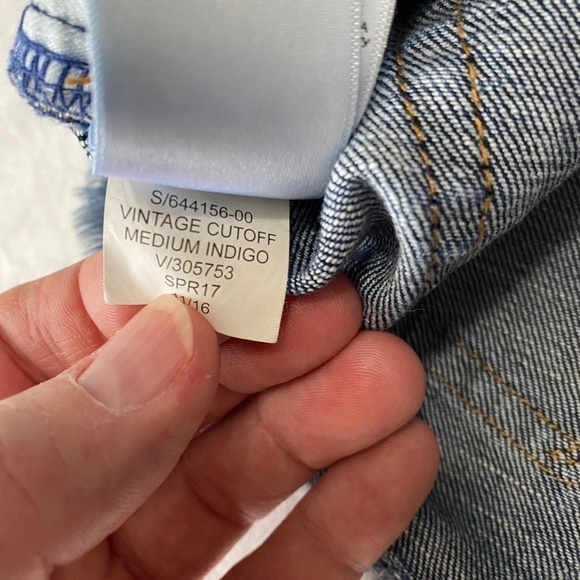 S/644156-00
VINTAGE CUTOFF
MEDIUM INDIGO
V/305753
SPR17